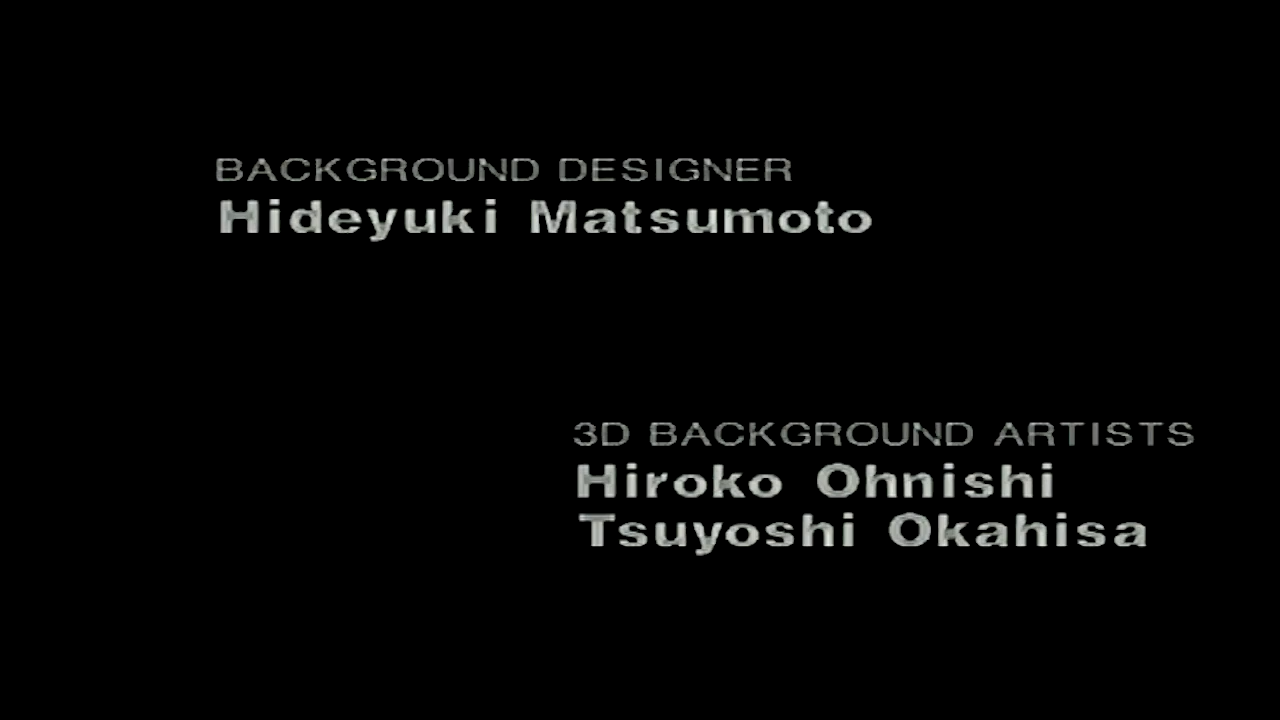 BACKGROUND DESIGNER
Hideyuki Matsumoto
3D BACKGROUND ARTISTS
Hiroko Ohnishi
Tsuyoshi Okahisa